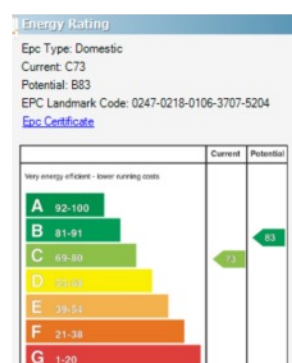 Energy Rating
Epc Type: Domestic
Current: C73
Potential: B83
EPC Landmark Code: 0247-0218-0106-3707-5204
Epc Certificate
Current Potential
Very energy efficient - lower running costs
A 92-100
B 81-91
83
C 69-80
73
D
E 39-54
F 21-38
G 1-20